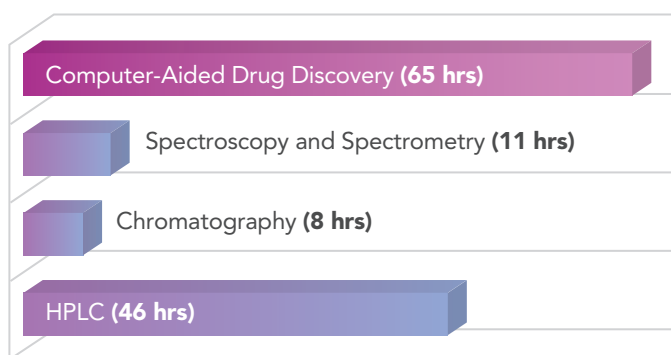 Computer-Aided Drug Discovery (65 hrs)
Spectroscopy and Spectrometry (11 hrs)
Chromatography (8 hrs)
HPLC (46 hrs)